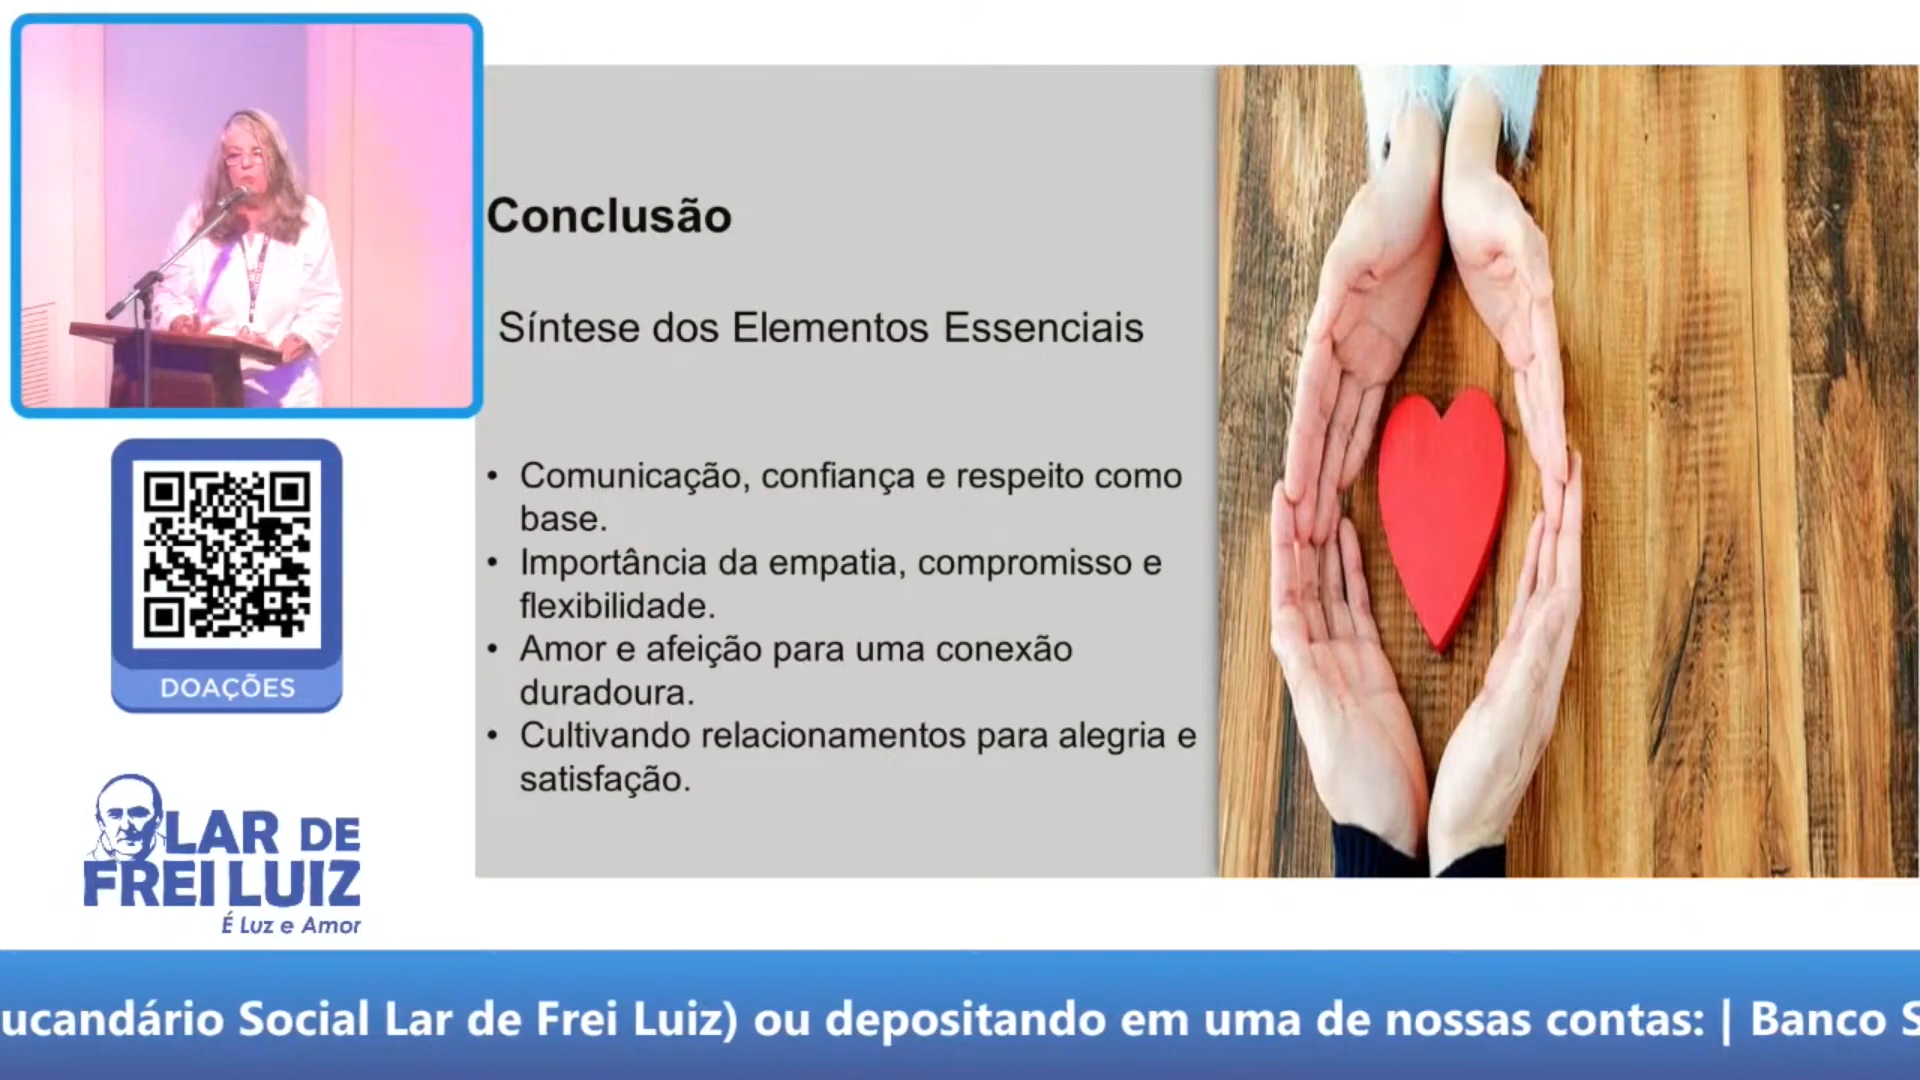 Conclusão
Síntese dos Elementos Essenciais
• Comunicação, confiança e respeito como
base.
• Importância da empatia, compromisso e
flexibilidade.
• Amor e afeição para uma conexão
duradoura.
• Cultivando relacionamentos para alegria e
satisfação.
DOAÇÕES
LAR DE
FREI LUIZ
É Luz e Amor
ucandário Social Lar de Frei Luiz) ou depositando em uma de nossas contas: | Banco S